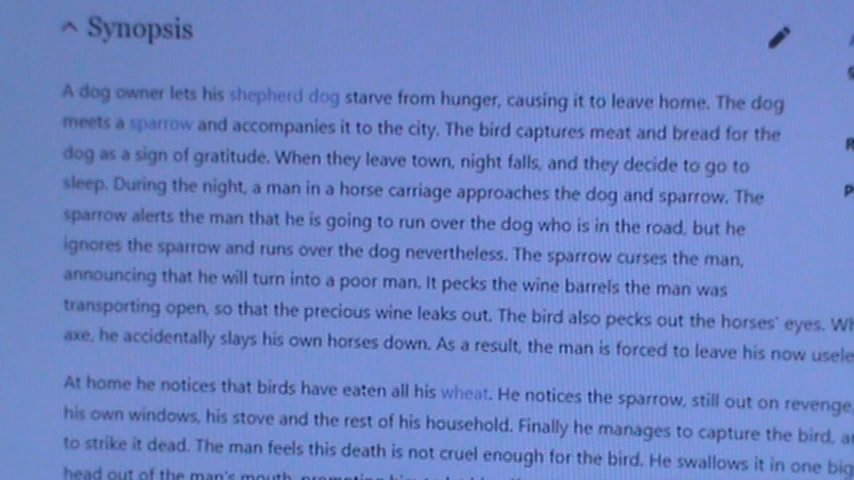 Synopsis
A dog owner lets his shepherd dog starve from hunger, causing it to leave home. The dog
meets a sparrow and accompanies it to the city. The bird captures meat and bread for the
dog as a sign of gratitude. When they leave town, night falls, and they decide to go to
sleep. During the night, a man in a horse carriage approaches the dog and sparrow. The
sparrow alerts the man that he is going to run over the dog who is in the road, but he
ignores the sparrow and runs over the dog nevertheless. The sparrow curses the man,
announcing that he will turn into a poor man. It pecks the wine barrels the man was
transporting open, so that the precious wine leaks out. The bird also pecks out the horses' eyes.
axe, he accidentally slays his own horses down. As a result, the man is forced to leave his now
At home he notices that birds have eaten all his wheat. He notices the sparrow, still out on revenge
his own windows, his stove and the rest of his household. Finally he manages to capture the bird,
to strike it dead. The man feels this death is not cruel enough for the bird. He swallows it in one big
head out of the man's mouth,